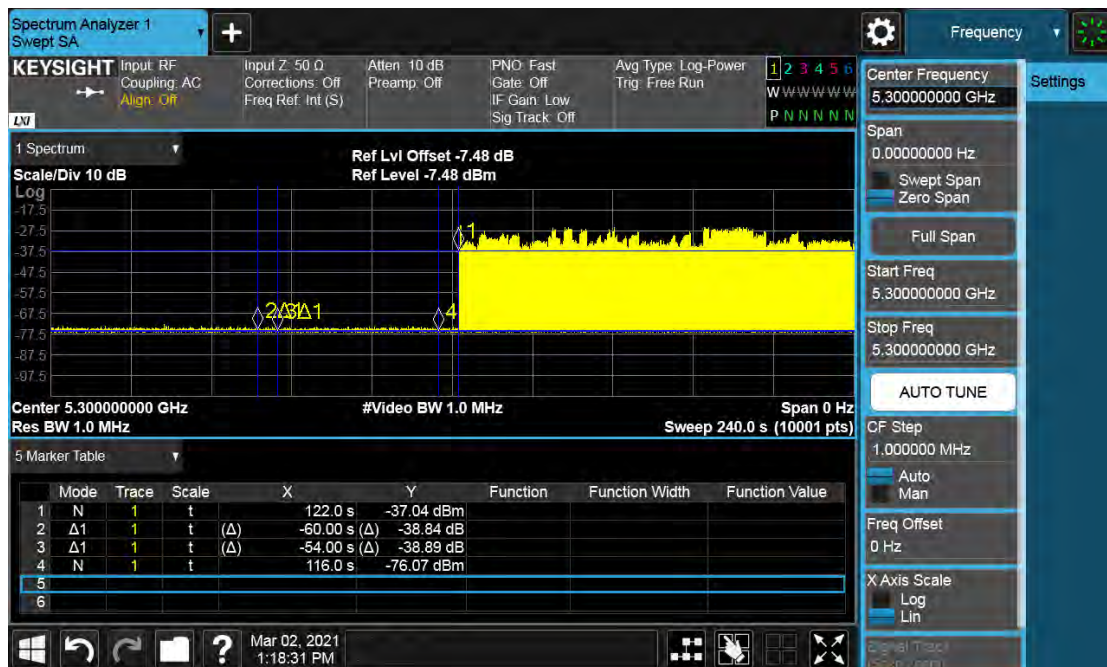 Spectrum Analyzer 1
Swept SA
Frequency
KEYSIGHT
LXI
Input: RF
Coupling: AC
Align: Off
Input Z: 50 Ω
Corrections: Off
Freq Ref: Int (S)
Atten: 10 dB
Preamp: Off
PNO: Fast
Gate: Off
IF Gain: Low
Sig Track: Off
Avg Type: Log-Power
Trig: Free Run
1 2 3 4 5 6
W W W W W W
P N N N N N
1 Spectrum
Scale/Div 10 dB
Ref Lvl Offset -7.48 dB
Ref Level -7.48 dBm
Log
-17.5
-27.5
-37.5
-47.5
-57.5
-67.5
-77.5
-87.5
-97.5
1
3Δ1
4
Center 5.300000000 GHz
#Video BW 1.0 MHz
Span 0 Hz
Res BW 1.0 MHz
Sweep 240.0 s (10001 pts)
5 Marker Table
Mode Trace Scale X Y Function Function Width Function Value
1 N 1 t 122.0 s -37.04 dBm
2 Δ1 1 t (Δ) -60.00 s (Δ) -38.84 dB
3 Δ1 1 t (Δ) -54.00 s (Δ) -38.89 dB
4 N 1 t 116.0 s -76.07 dBm
5
6
Mar 02, 2021
1:18:31 PM
Center Frequency
5.300000000 GHz
Span
0.00000000 Hz
Swept Span
Zero Span
Full Span
Start Freq
5.300000000 GHz
Stop Freq
5.300000000 GHz
AUTO TUNE
CF Step
1.000000 MHz
Auto
Man
Freq Offset
0 Hz
X Axis Scale
Log
Lin
Signal Track
Settings